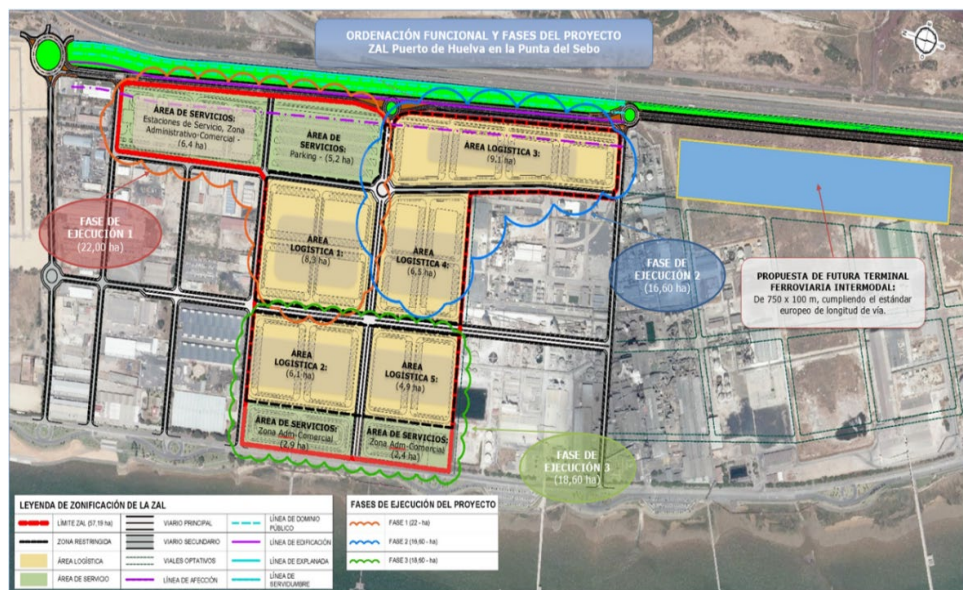 ORDENACIÓN FUNCIONAL Y FASES DEL PROYECTO
ZAL Puerto de Huelva en la Punta del Sebo
ÁREA DE SERVICIOS:
Estaciones de Servicio, Zona
Administrativo-Comercial -
(6,4 ha)
ÁREA DE
SERVICIOS:
Parking - (5,2 ha)
ÁREA LOGÍSTICA 3:
(9,1 ha)
FASE DE
EJECUCIÓN 1
(22,00 ha)
ÁREA
LOGÍSTICA 1:
(8,3 ha)
ÁREA
LOGÍSTICA 4:
(6,5 ha)
FASE DE
EJECUCIÓN 2
(16,60 ha)
PROPUESTA DE FUTURA TERMINAL
FERROVIARIA INTERMODAL:
De 750 x 100 m, cumpliendo el estándar
europeo de longitud de vía.
ÁREA
LOGÍSTICA 2:
(6,1 ha)
ÁREA
LOGÍSTICA 5:
(4,9 ha)
ÁREA DE SERVICIOS:
Zona Adm-Comercial
(2,9 ha)
ÁREA DE SERVICIOS:
Zona Adm-Comercial
(2,4 ha)
FASE DE
EJECUCIÓN 3
(18,60 ha)
LEYENDA DE ZONIFICACIÓN DE LA ZAL
LÍMITE ZAL (57,19 ha)
ZONA RESTRINGIDA
ÁREA LOGÍSTICA
ÁREA DE SERVICIO
VIARIO PRINCIPAL
VIARIO SECUNDARIO
VIALES OPTATIVOS
LÍNEA DE AFECCIÓN
LÍNEA DE DOMINIO
PÚBLICO
LÍNEA DE EDIFICACIÓN
LÍNEA DE EXPLANADA
LÍNEA DE
SERVIDUMBRE
FASES DE EJECUCIÓN DEL PROYECTO
FASE 1 (22 - ha)
FASE 2 (16,60 - ha)
FASE 3 (18,60 - ha)